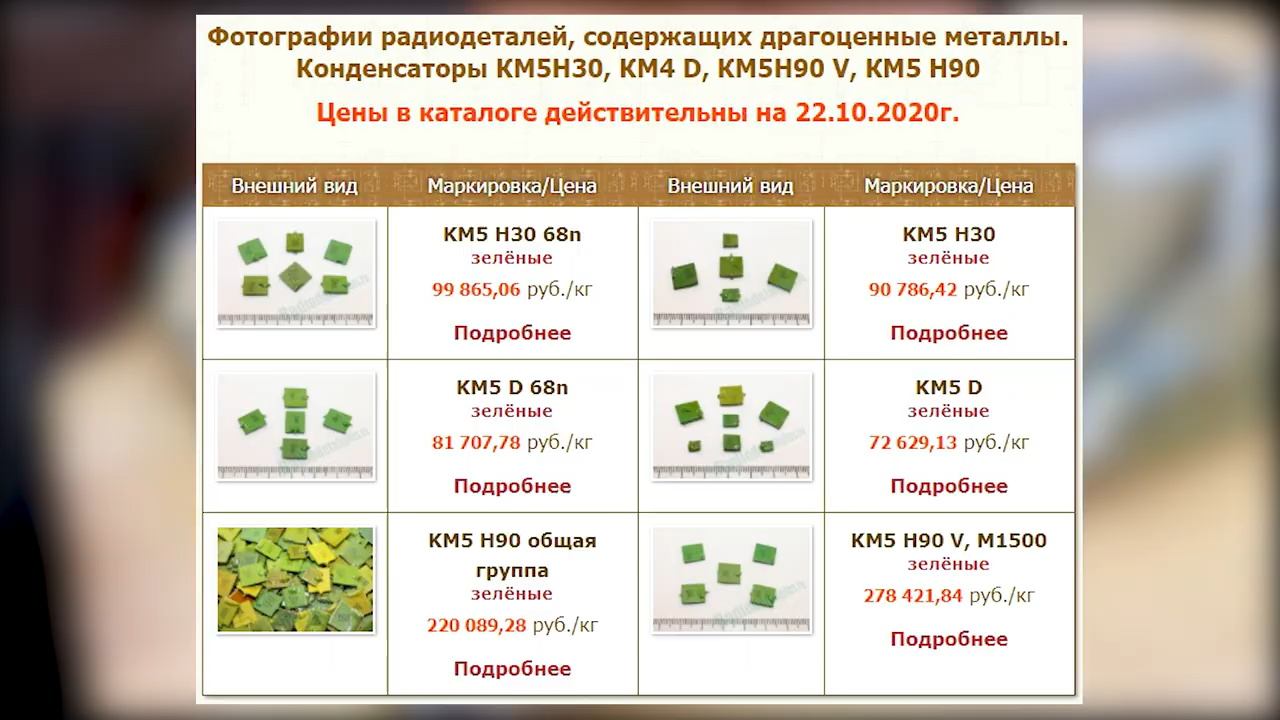 Фотографии радиодеталей, содержащих драгоценные металлы.
Конденсаторы КМ5Н30, КМ4 D, КМ5Н90 V, КМ5 Н90
Цены в каталоге действительны на 22.10.2020г.
Внешний вид Маркировка/Цена Внешний вид Маркировка/Цена
КМ5 Н30 68n
зелёные
99 865,06 руб./кг
Подробнее
КМ5 Н30
зелёные
90 786,42 руб./кг
Подробнее
КМ5 D 68n
зелёные
81 707,78 руб./кг
Подробнее
КМ5 D
зелёные
72 629,13 руб./кг
Подробнее
КМ5 Н90 общая
группа
зелёные
220 089,28 руб./кг
Подробнее
КМ5 Н90 V, М1500
зелёные
278 421,84 руб./кг
Подробнее